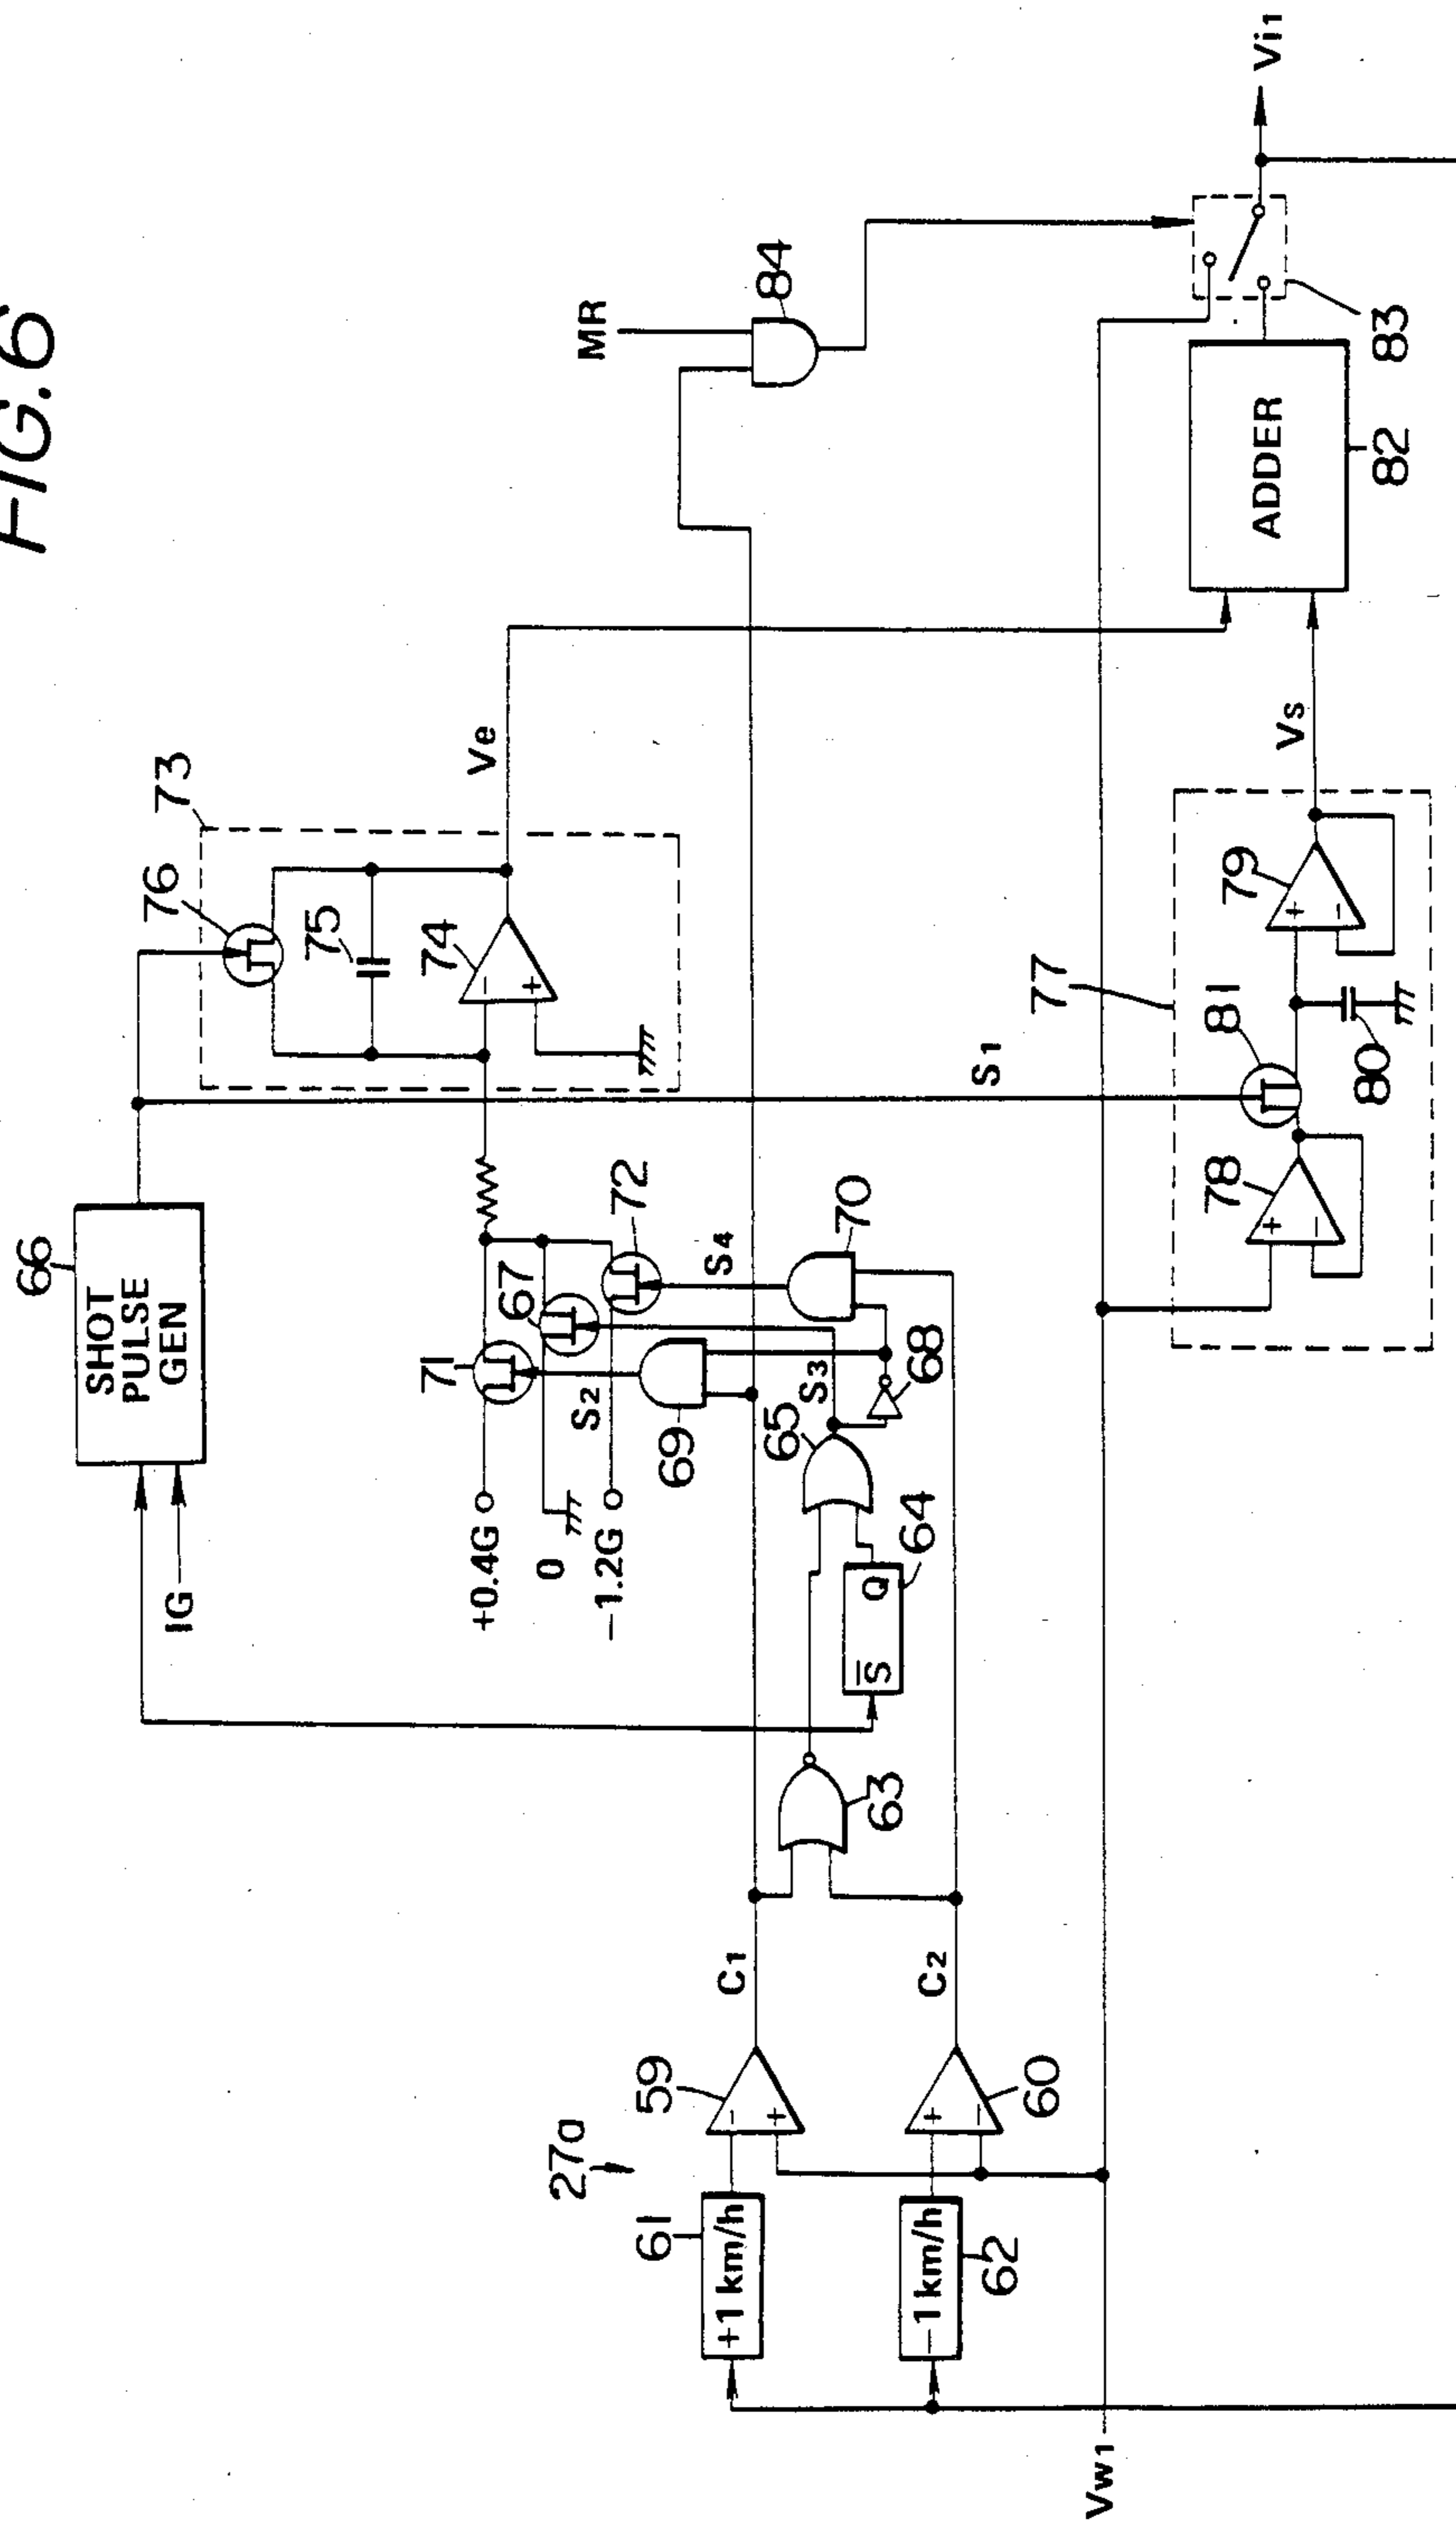 FIG.6
66
SHOT
PULSE
GEN
IG
76
73
75
74
−
+
Ve
MR
84
+0.4G
0
−1.2G
71
67
72
S2
S4
69
70
S3
68
65
64
S̅
Q
63
S1
C1
C2
27a
59
−
+
60
+
−
61
+1 km/h
62
−1 km/h
Vw1
77
78
+
−
81
80
79
+
−
Vs
ADDER
82
83
Vi1